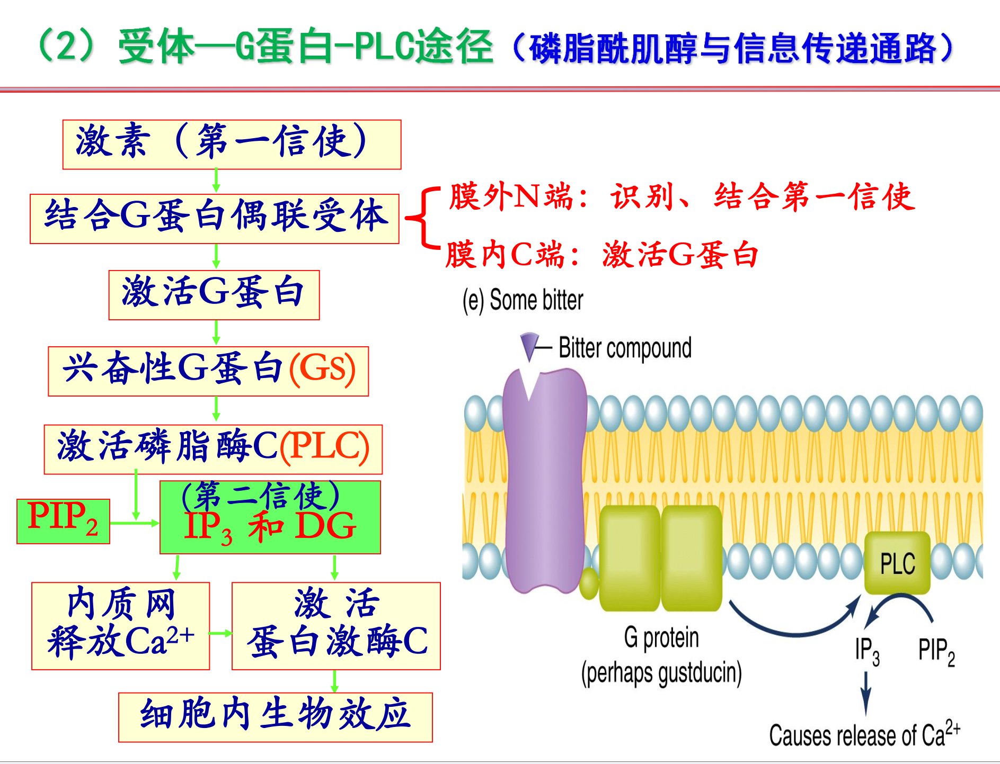 （2）受体—G蛋白-PLC途径（磷脂酰肌醇与信息传递通路）
激素（第一信使）
结合G蛋白偶联受体
膜外N端：识别、结合第一信使
膜内C端：激活G蛋白
激活G蛋白
兴奋性G蛋白(Gs)
激活磷脂酶C(PLC)
PIP₂
(第二信使)
IP₃ 和 DG
内质网
释放Ca²⁺
激 活
蛋白激酶C
细胞内生物效应
(e) Some bitter
Bitter compound
PLC
G protein
(perhaps gustducin)
IP₃
PIP₂
Causes release of Ca²⁺